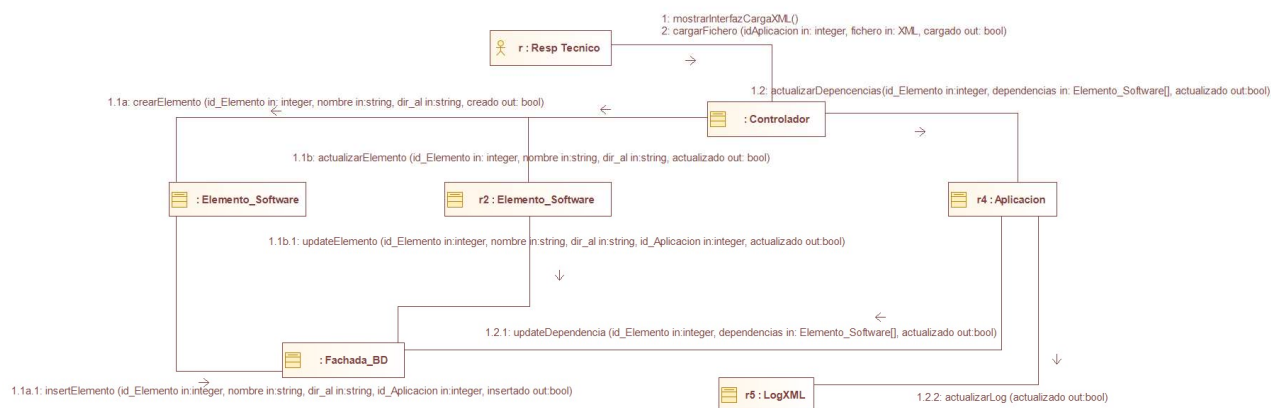 1: mostrarInterfazCargaXML()
2: cargarFichero (idAplicacion in: integer, fichero in: XML, cargado out: bool)
r : Resp Tecnico
1.2: actualizarDepencencias(id_Elemento in:integer, dependencias in: Elemento_Software[], actualizado out:bool)
1.1a: crearElemento (id_Elemento in: integer, nombre in:string, dir_al in:string, creado out: bool)
: Controlador
1.1b: actualizarElemento (id_Elemento in: integer, nombre in:string, dir_al in:string, actualizado out: bool)
: Elemento_Software
r2 : Elemento_Software
r4 : Aplicacion
1.1b.1: updateElemento (id_Elemento in:integer, nombre in:string, dir_al in:string, id_Aplicacion in:integer, actualizado out:bool)
1.2.1: updateDependencia (id_Elemento in:integer, dependencias in: Elemento_Software[], actualizado out:bool)
: Fachada_BD
1.1a.1: insertElemento (id_Elemento in:integer, nombre in:string, dir_al in:string, id_Aplicacion in:integer, insertado out:bool)
r5 : LogXML
1.2.2: actualizarLog (actualizado out:bool)